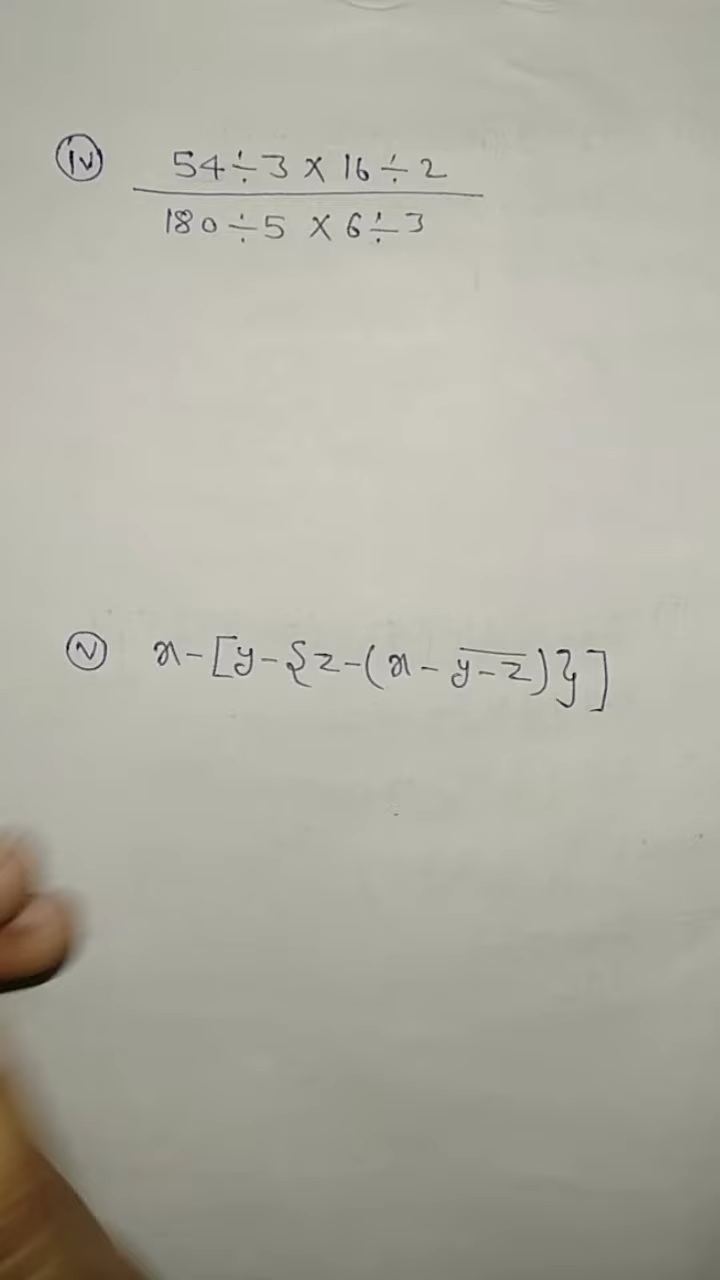 (iv) 54÷3 x 16÷2
180÷5 x 6÷3
(v) x-[y-{z-(x-y-z̅)}]